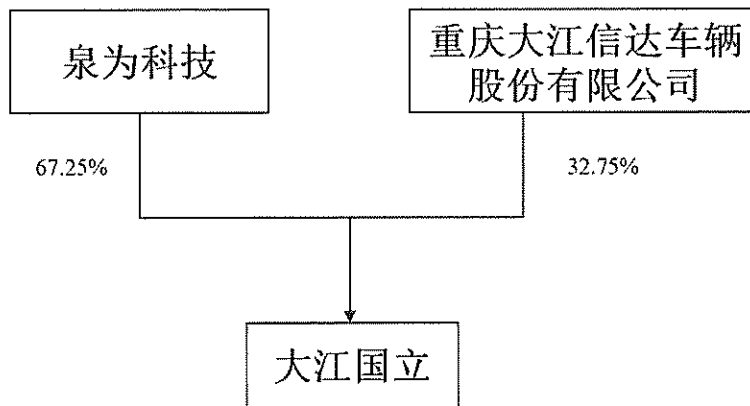 泉为科技
重庆大江信达车辆
股份有限公司
67.25%
32.75%
大江国立